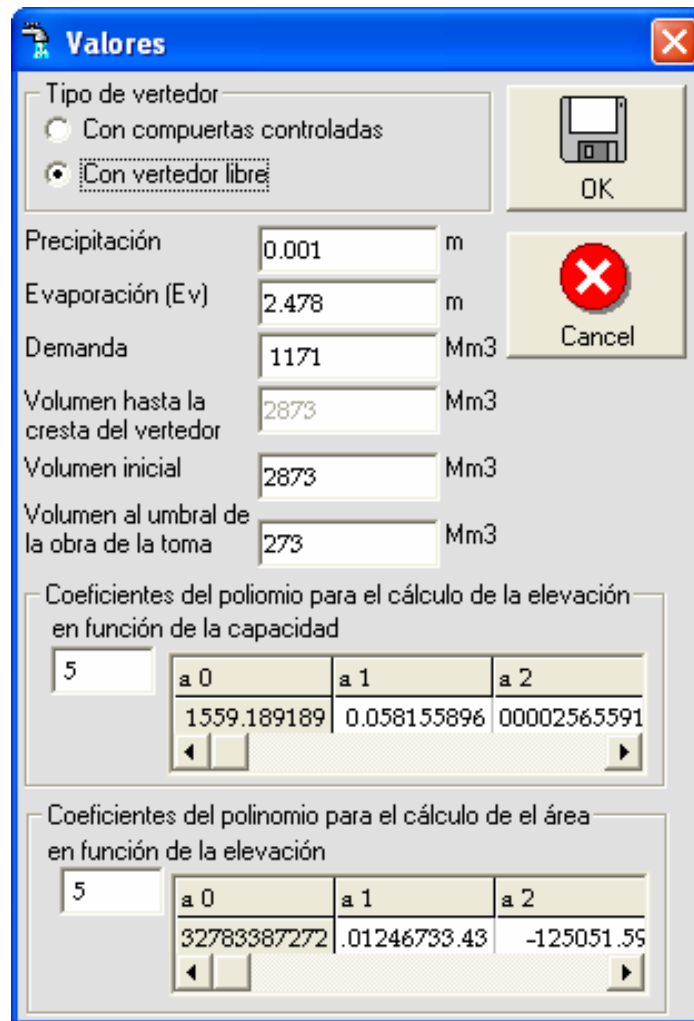 Valores
Tipo de vertedor
Con compuertas controladas
Con vertedor libre
OK
Precipitación 0.001 m
Evaporación (Ev) 2.478 m
Cancel
Demanda 1171 Mm3
Volumen hasta la
cresta del vertedor 2873 Mm3
Volumen inicial 2873 Mm3
Volumen al umbral de
la obra de la toma 273 Mm3
Coeficientes del poliomio para el cálculo de la elevación
en función de la capacidad
5
a 0 a 1 a 2
1559.189189 0.058155896 00002565591
Coeficientes del polinomio para el cálculo de el área
en función de la elevación
5
a 0 a 1 a 2
32783387272 .01246733.43 -125051.59